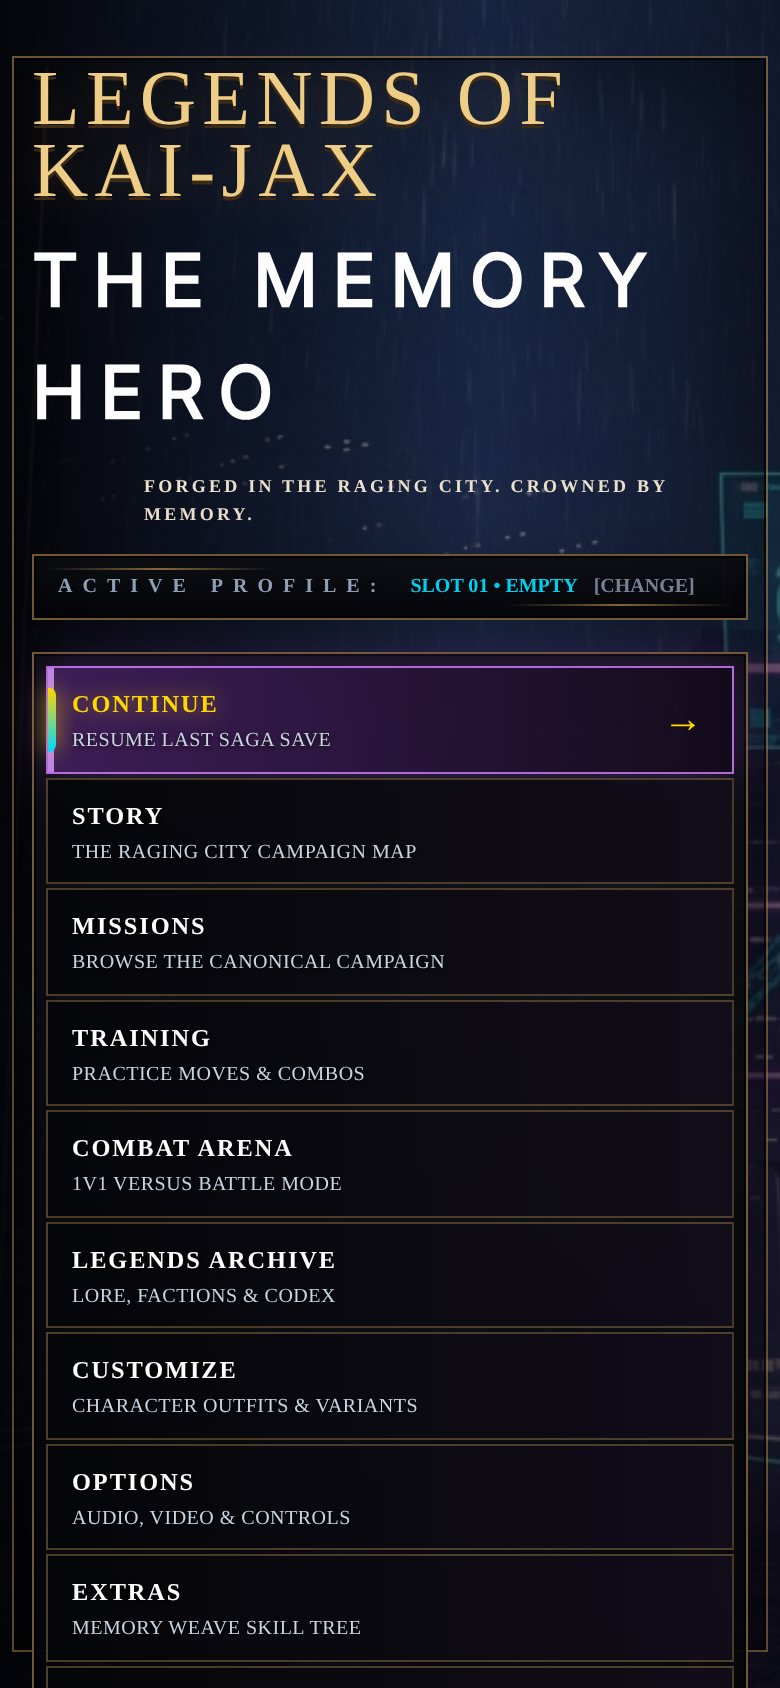 LEGENDS OF
KAI-JAX
THE MEMORY
HERO
FORGED IN THE RAGING CITY. CROWNED BY
MEMORY.
ACTIVE PROFILE: SLOT 01 • EMPTY [CHANGE]
CONTINUE
RESUME LAST SAGA SAVE
→
STORY
THE RAGING CITY CAMPAIGN MAP
MISSIONS
BROWSE THE CANONICAL CAMPAIGN
TRAINING
PRACTICE MOVES & COMBOS
COMBAT ARENA
1V1 VERSUS BATTLE MODE
LEGENDS ARCHIVE
LORE, FACTIONS & CODEX
CUSTOMIZE
CHARACTER OUTFITS & VARIANTS
OPTIONS
AUDIO, VIDEO & CONTROLS
EXTRAS
MEMORY WEAVE SKILL TREE